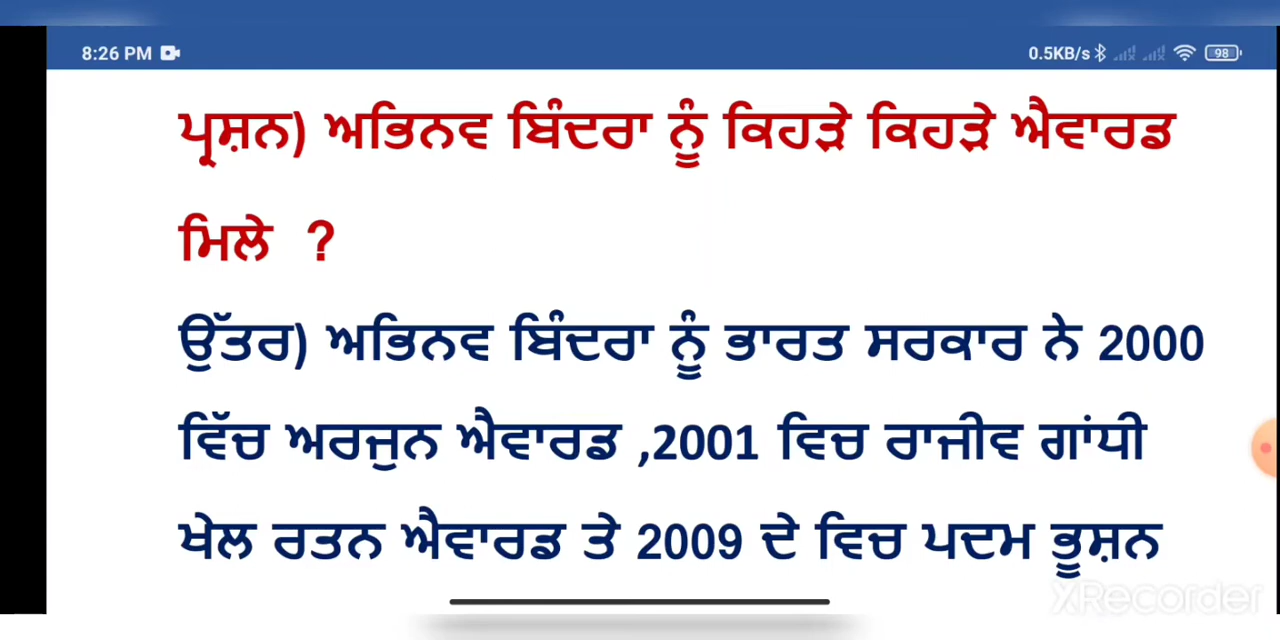 8:26 PM 0.5KB/s 98
ਪ੍ਰਸ਼ਨ) ਅਭਿਨਵ ਬਿੰਦਰਾ ਨੂੰ ਕਿਹੜੇ ਕਿਹੜੇ ਐਵਾਰਡ
ਮਿਲੇ ?
ਉੱਤਰ) ਅਭਿਨਵ ਬਿੰਦਰਾ ਨੂੰ ਭਾਰਤ ਸਰਕਾਰ ਨੇ 2000
ਵਿੱਚ ਅਰਜੁਨ ਐਵਾਰਡ ,2001 ਵਿਚ ਰਾਜੀਵ ਗਾਂਧੀ
ਖੇਲ ਰਤਨ ਐਵਾਰਡ ਤੇ 2009 ਦੇ ਵਿਚ ਪਦਮ ਭੂਸ਼ਨ
XRecorder